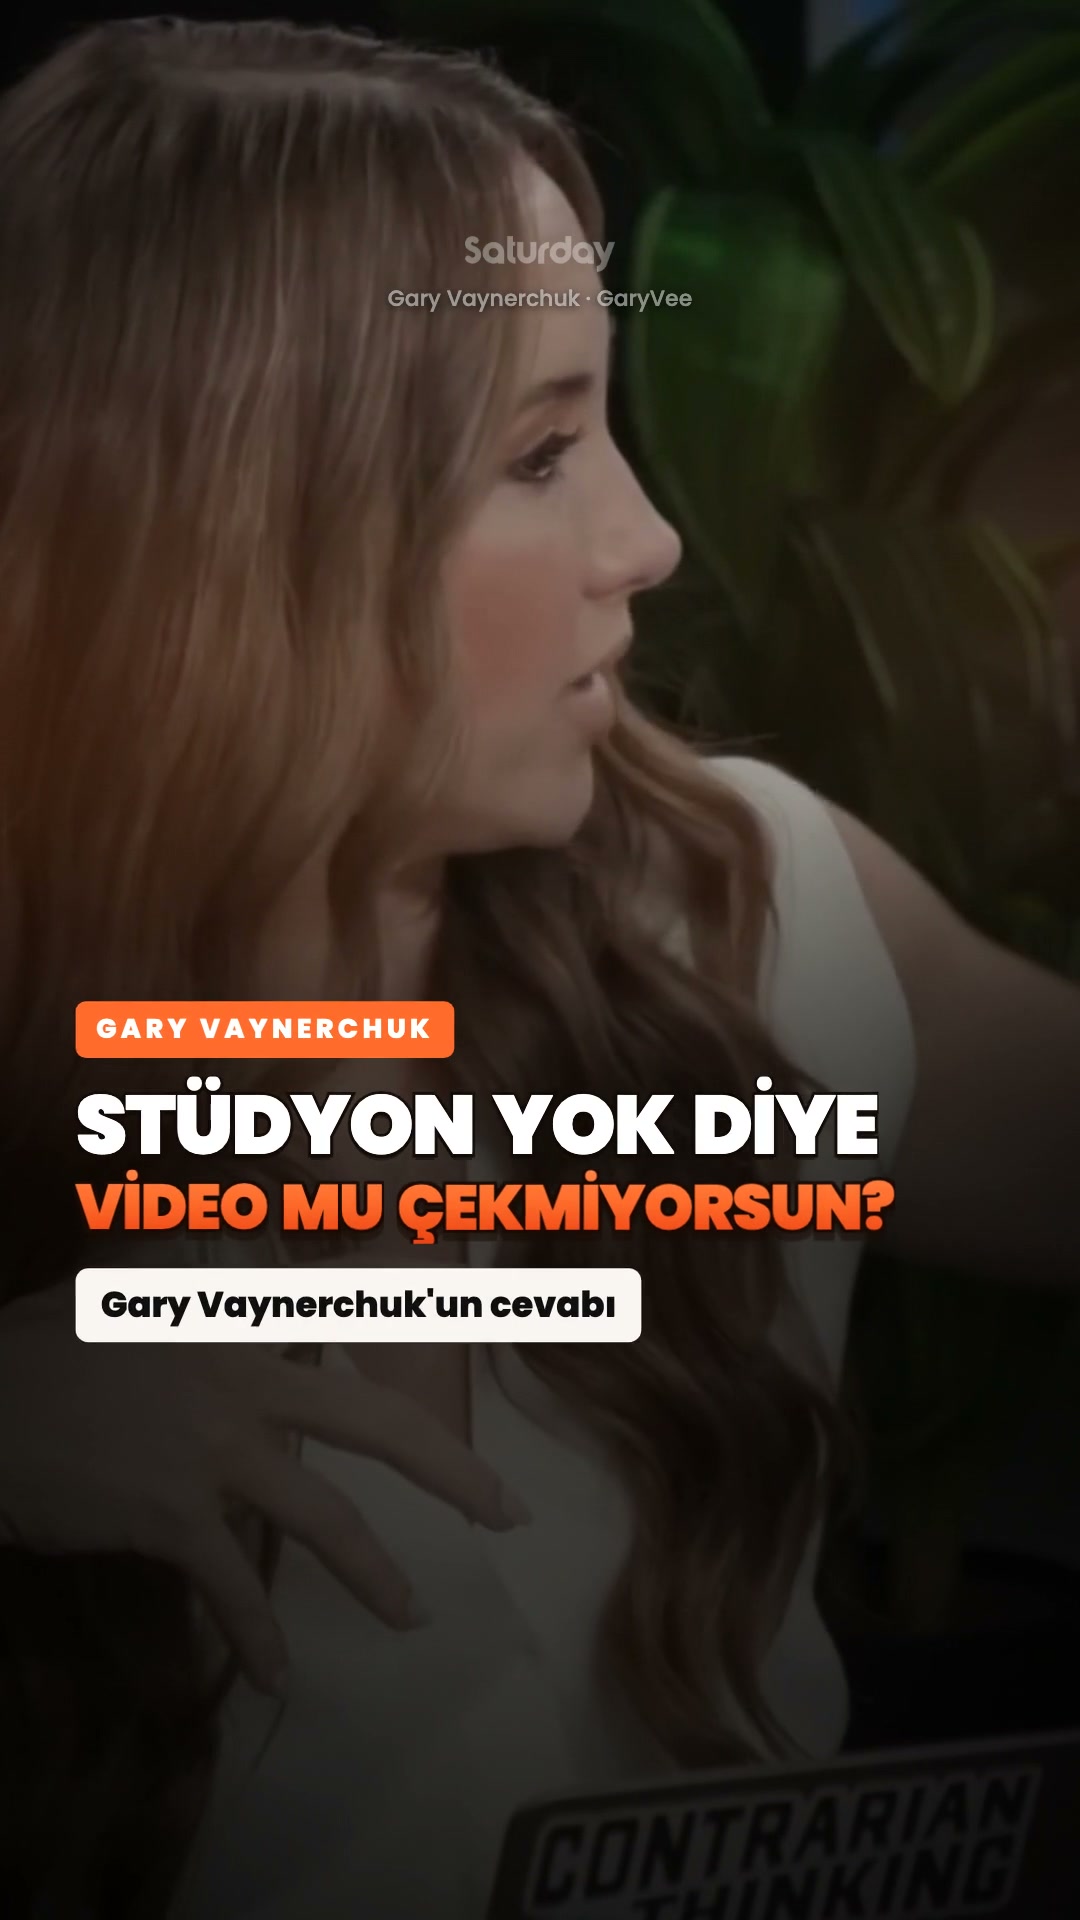 Saturday
Gary Vaynerchuk · GaryVee
GARY VAYNERCHUK
STÜDYON YOK DİYE
VİDEO MU ÇEKMİYORSUN?
Gary Vaynerchuk'un cevabı
CONTRARIAN
THINKING